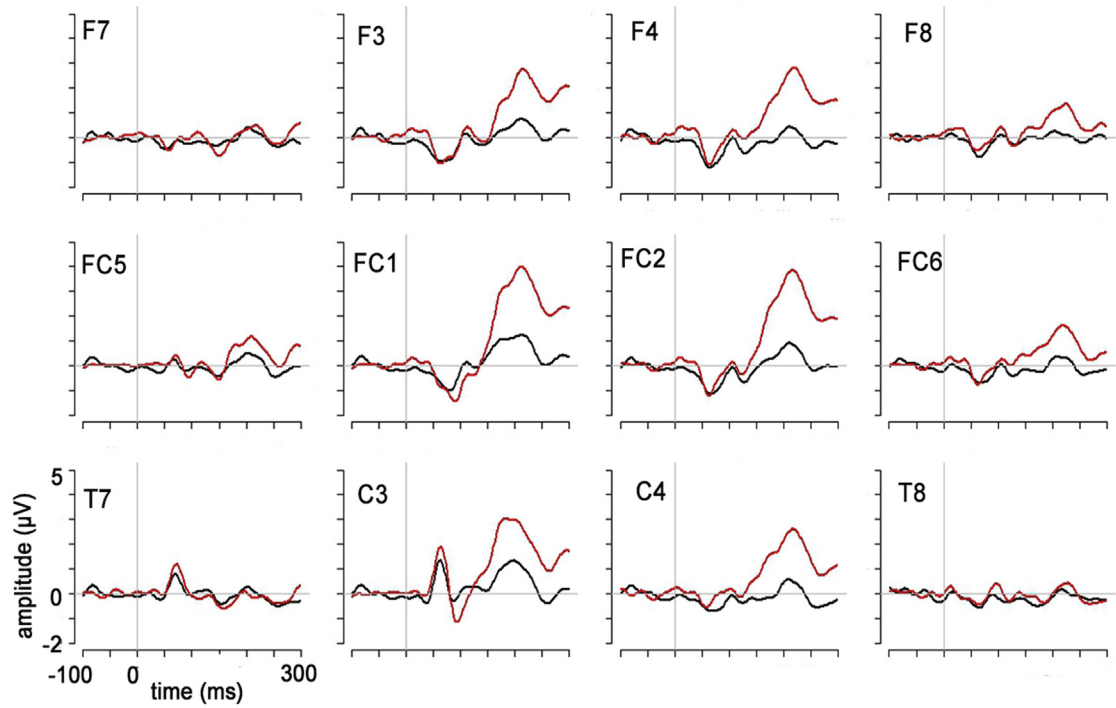 F7 F3 F4 F8
FC5 FC1 FC2 FC6
5
T7 C3 C4 T8
amplitude (µV)
0
-2
-100 0 300
time (ms)